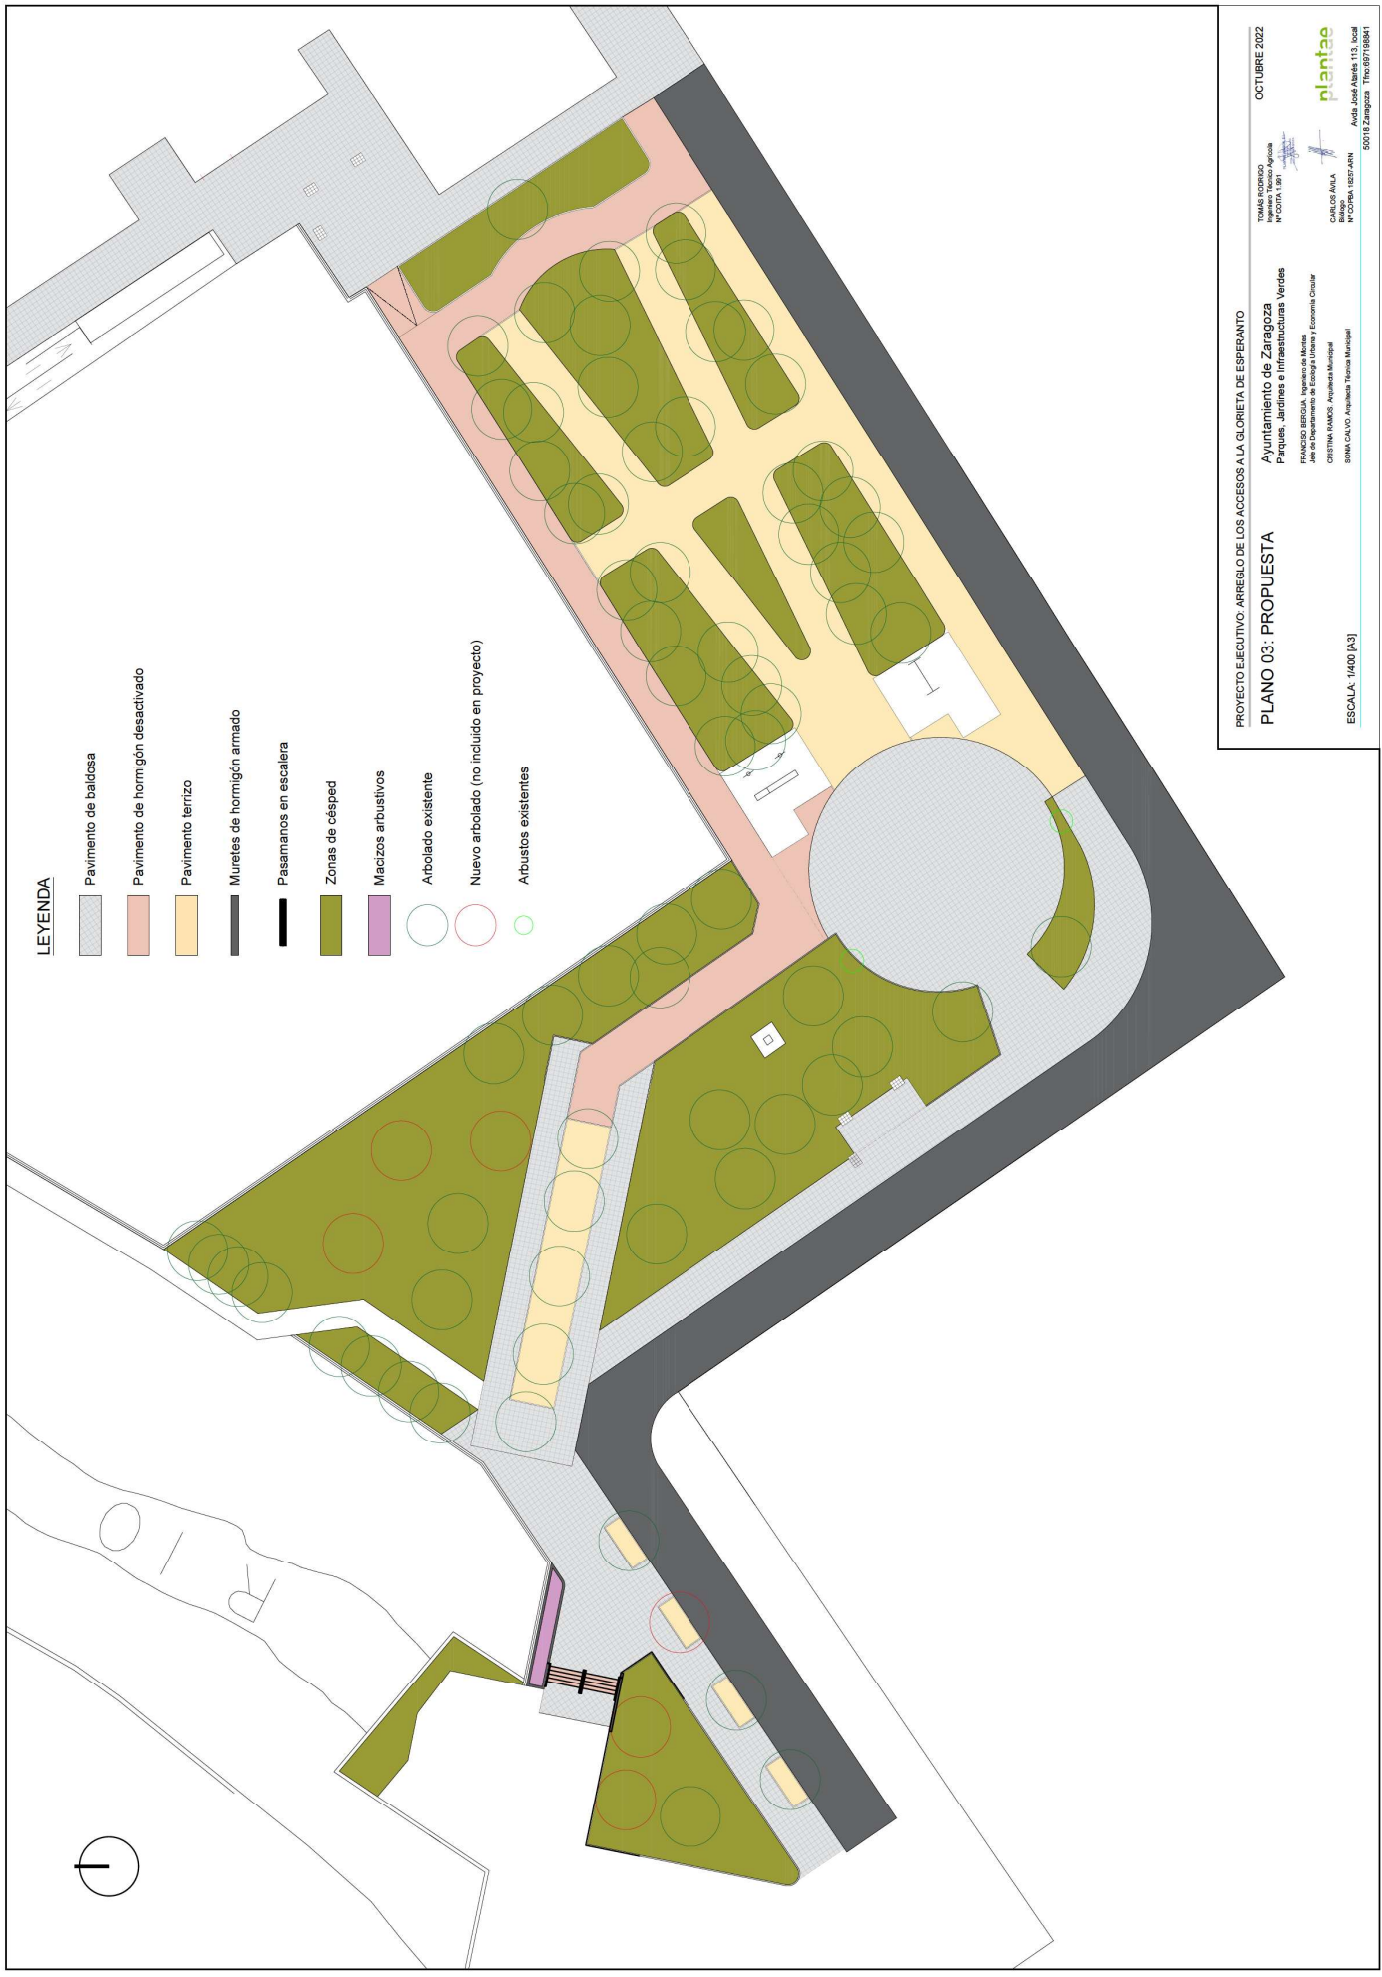 LEYENDA
Pavimento de baldosa
Pavimento de hormigón desactivado
Pavimento terrizo
Muretes de hormigón armado
Pasamanos en escalera
Zonas de césped
Macizos arbustivos
Arbolado existente
Nuevo arbolado (no incluido en proyecto)
Arbustos existentes
R I O
PROYECTO EJECUTIVO: ARREGLO DE LOS ACCESOS A LA GLORIETA DE ESPERANTO
PLANO 03: PROPUESTA
ESCALA: 1/400 [A3]
Ayuntamiento de Zaragoza
Parques, Jardines e Infraestructuras Verdes
FRANCISO BERGUA. Ingeniero de Montes
Jefe de Departamento de Ecología Urbana y Economía Circular
CRISTINA RAMOS. Arquitecta Municipal
SONIA CALVO. Arquitecta Técnica Municipal
TOMÁS RODRIGO
Ingeniero Técnico Agrícola
NºCOITA 1.991
CARLOS ÁVILA
Biólogo
NºCOPBA 18257-ARN
OCTUBRE 2022
plantae
Avda José Atarés 113, local
50018 Zaragoza Tfno:697198841